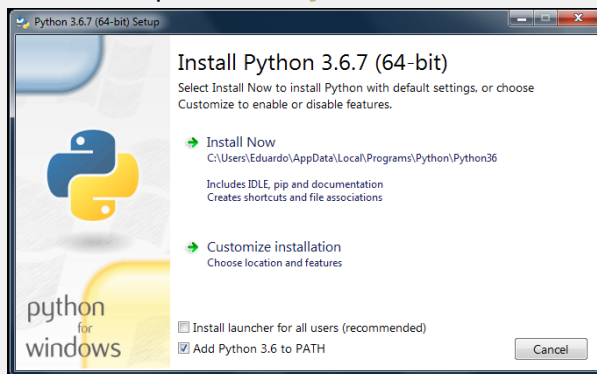 Python 3.6.7 (64-bit) Setup
Install Python 3.6.7 (64-bit)
Select Install Now to install Python with default settings, or choose
Customize to enable or disable features.
Install Now
C:\Users\Eduardo\AppData\Local\Programs\Python\Python36
Includes IDLE, pip and documentation
Creates shortcuts and file associations
Customize installation
Choose location and features
python
for
windows
Install launcher for all users (recommended)
Add Python 3.6 to PATH
Cancel